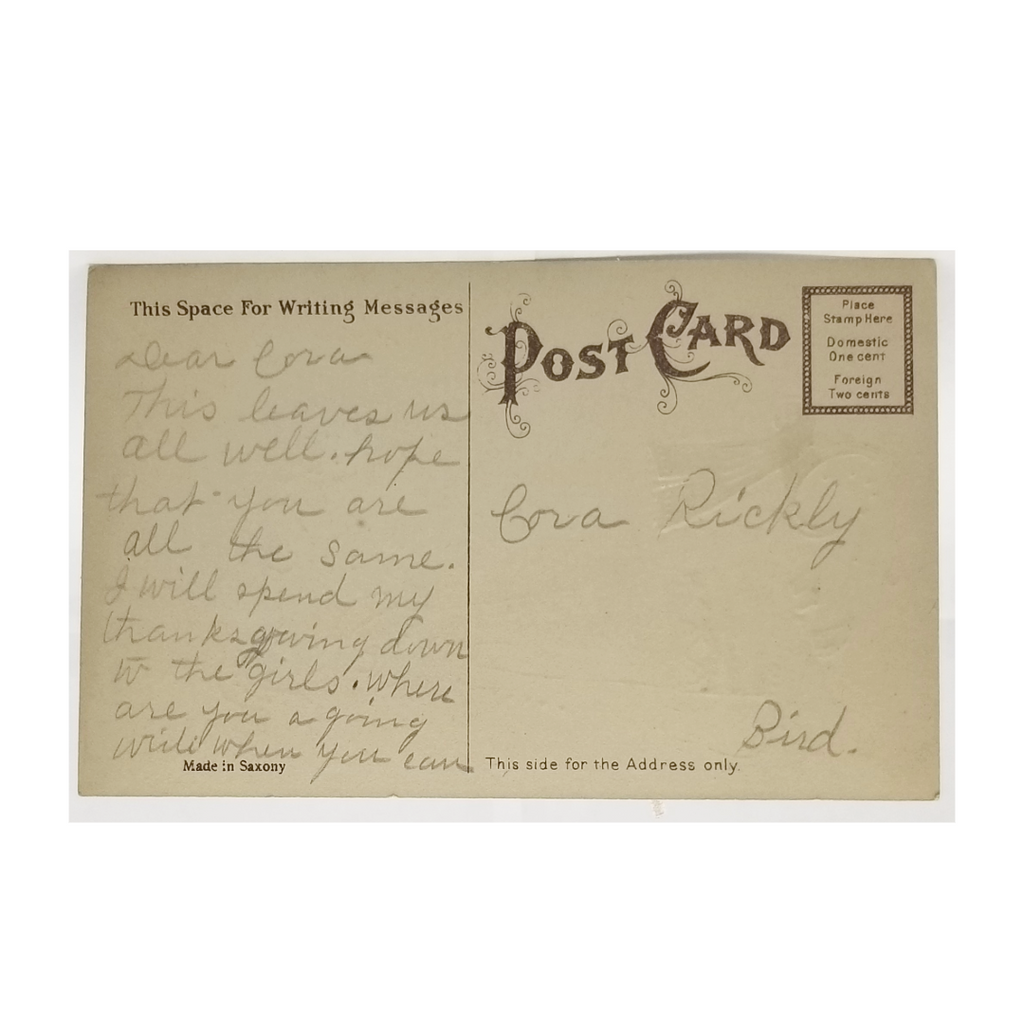 This Space For Writing Messages
Dear Cora
This leaves us
all well. hope
that you are
all the same.
I will spend my
thanksgiving down
to the girls. where
are you a going
write when you can
Made in Saxony
POST CARD
Place
Stamp Here
Domestic
One cent
Foreign
Two cents
Cora Rickly
Bird.
This side for the Address only.